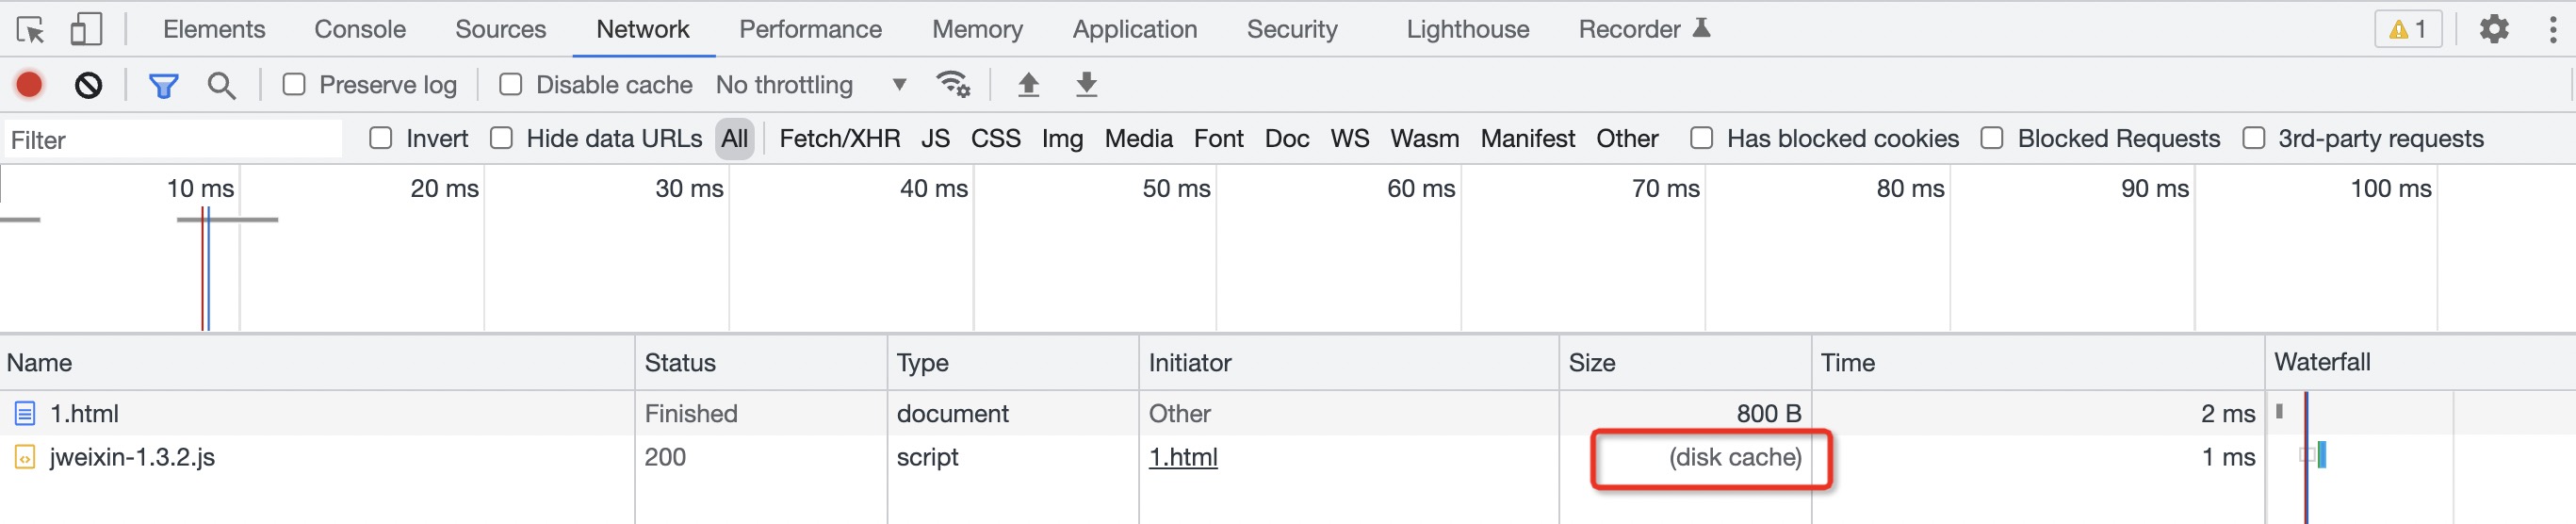 Elements Console Sources Network Performance Memory Application Security Lighthouse Recorder 1
Preserve log Disable cache No throttling
Filter Invert Hide data URLs All Fetch/XHR JS CSS Img Media Font Doc WS Wasm Manifest Other Has blocked cookies Blocked Requests 3rd-party requests
10 ms 20 ms 30 ms 40 ms 50 ms 60 ms 70 ms 80 ms 90 ms 100 ms
Name Status Type Initiator Size Time Waterfall
1.html Finished document Other 800 B 2 ms
jweixin-1.3.2.js 200 script 1.html (disk cache) 1 ms